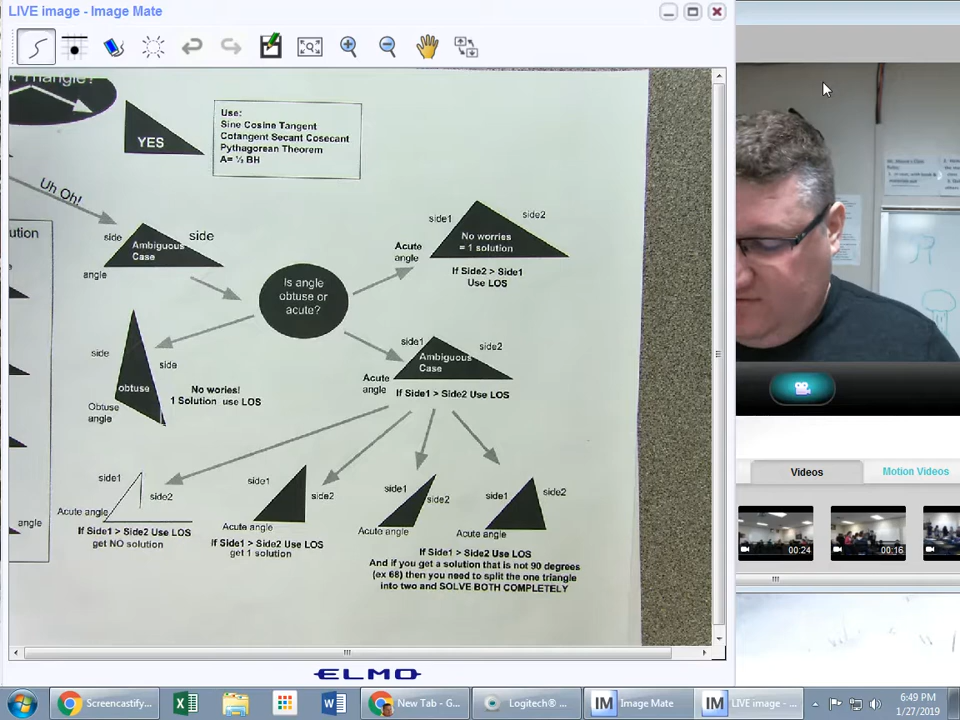 LIVE image - Image Mate
t Triangle?
YES
Use:
Sine Cosine Tangent
Cotangent Secant Cosecant
Pythagorean Theorem
A= ½ BH
Uh Oh!
ution
side
side
Ambiguous
Case
angle
Is angle
obtuse or
acute?
side1
side2
No worries
= 1 solution
Acute
angle
If Side2 > Side1
Use LOS
side
side
obtuse
Obtuse
angle
No worries!
1 Solution use LOS
side1
side2
Ambiguous
Case
Acute
angle
If Side1 > Side2 Use LOS
side1
side2
Acute angle
If Side1 > Side2 Use LOS
get NO solution
side1
side2
Acute angle
If Side1 > Side2 Use LOS
get 1 solution
side1
side2
Acute angle
side1
side2
Acute angle
If Side1 > Side2 Use LOS
And if you get a solution that is not 90 degrees
(ex 68) then you need to split the one triangle
into two and SOLVE BOTH COMPLETELY
angle
ELMO
Videos
Motion Videos
00:24
00:16
Screencastify...
New Tab - G...
Logitech® ...
IM Image Mate
IM LIVE image - ...
6:49 PM
1/27/2019